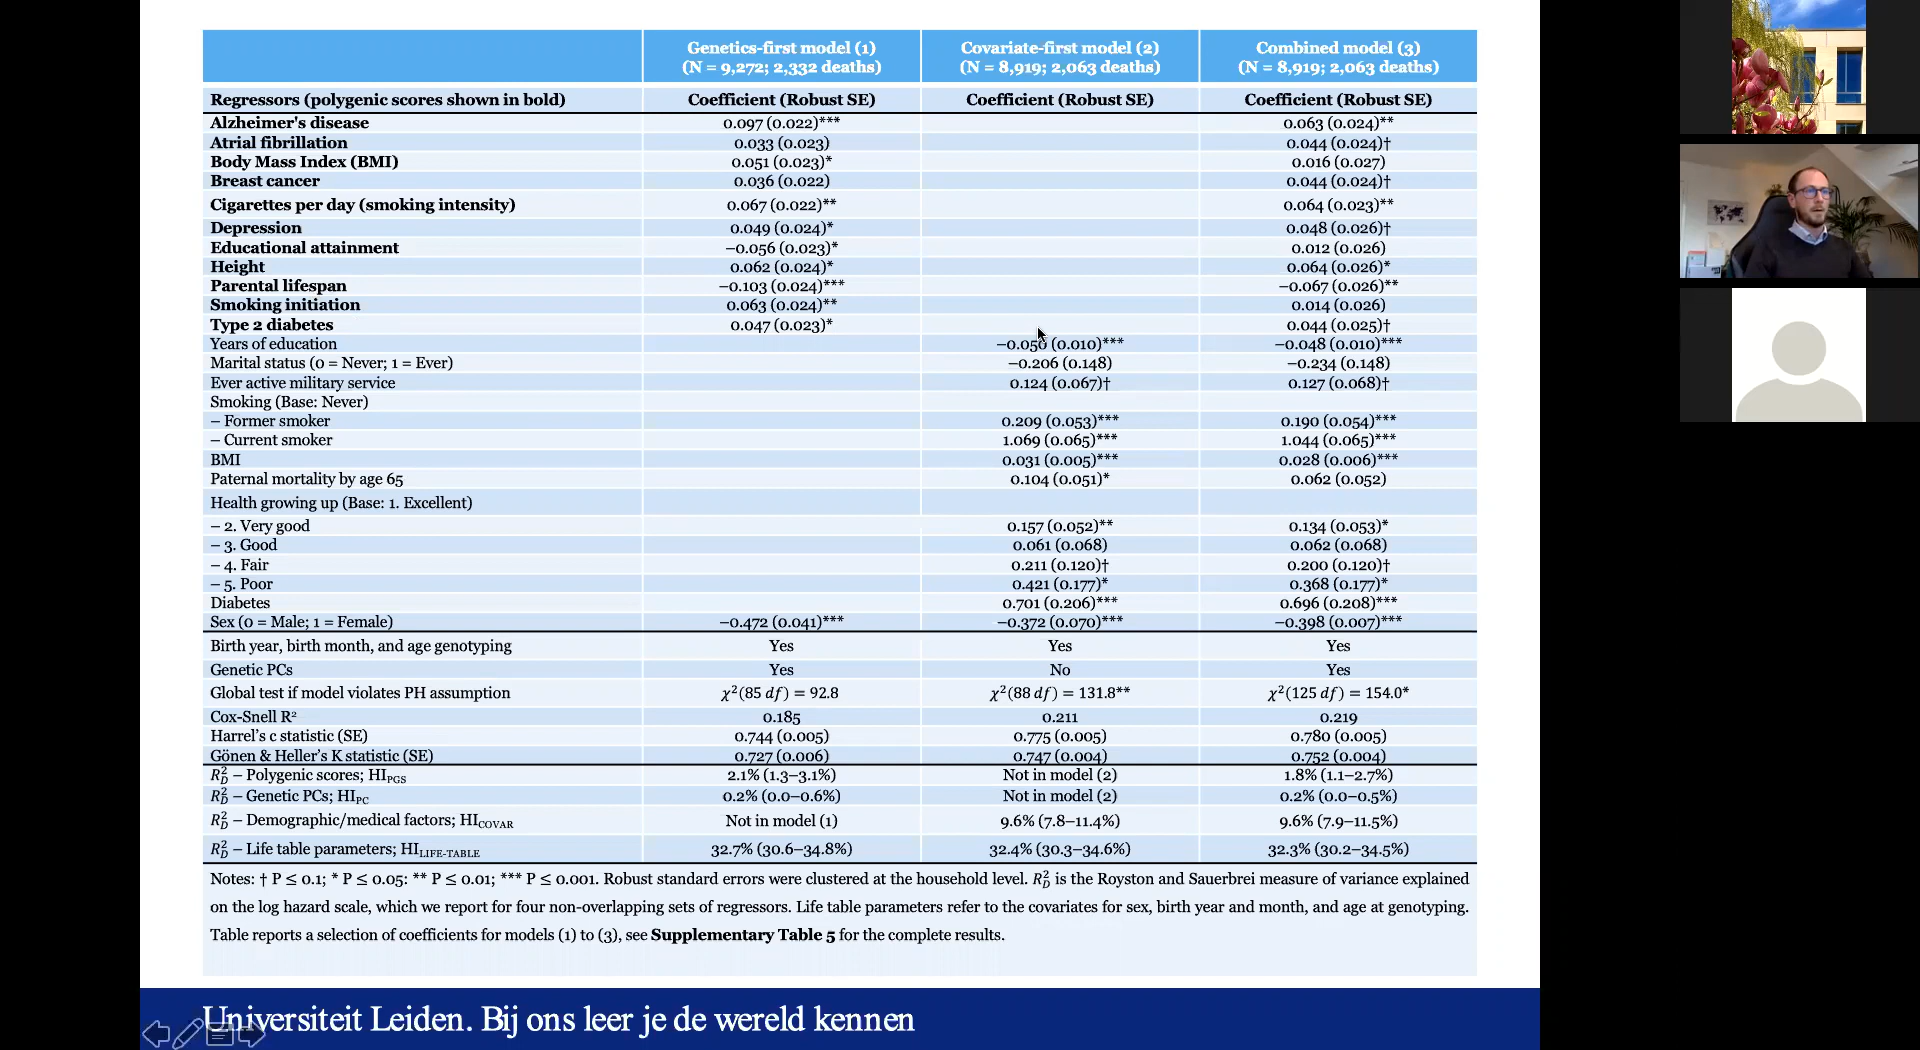 Genetics-first model (1) Covariate-first model (2) Combined model (3)
(N = 9,272; 2,332 deaths) (N = 8,919; 2,063 deaths) (N = 8,919; 2,063 deaths)
Regressors (polygenic scores shown in bold) Coefficient (Robust SE) Coefficient (Robust SE) Coefficient (Robust SE)
Alzheimer's disease 0.097 (0.022)*** 0.063 (0.024)**
Atrial fibrillation 0.033 (0.023) 0.044 (0.024)†
Body Mass Index (BMI) 0.051 (0.023)* 0.016 (0.027)
Breast cancer 0.036 (0.022) 0.044 (0.024)†
Cigarettes per day (smoking intensity) 0.067 (0.022)** 0.064 (0.023)**
Depression 0.049 (0.024)* 0.048 (0.026)†
Educational attainment −0.056 (0.023)* 0.012 (0.026)
Height 0.062 (0.024)* 0.064 (0.026)*
Parental lifespan −0.103 (0.024)*** −0.067 (0.026)**
Smoking initiation 0.063 (0.024)** 0.014 (0.026)
Type 2 diabetes 0.047 (0.023)* 0.044 (0.025)†
Years of education −0.050 (0.010)*** −0.048 (0.010)***
Marital status (0 = Never; 1 = Ever) −0.206 (0.148) −0.234 (0.148)
Ever active military service 0.124 (0.067)† 0.127 (0.068)†
Smoking (Base: Never)
– Former smoker 0.209 (0.053)*** 0.190 (0.054)***
– Current smoker 1.069 (0.065)*** 1.044 (0.065)***
BMI 0.031 (0.005)*** 0.028 (0.006)***
Paternal mortality by age 65 0.104 (0.051)* 0.062 (0.052)
Health growing up (Base: 1. Excellent)
– 2. Very good 0.157 (0.052)** 0.134 (0.053)*
– 3. Good 0.061 (0.068) 0.062 (0.068)
– 4. Fair 0.211 (0.120)† 0.200 (0.120)†
– 5. Poor 0.421 (0.177)* 0.368 (0.177)*
Diabetes 0.701 (0.206)*** 0.696 (0.208)***
Sex (0 = Male; 1 = Female) −0.472 (0.041)*** −0.372 (0.070)*** −0.398 (0.007)***
Birth year, birth month, and age genotyping Yes Yes Yes
Genetic PCs Yes No Yes
Global test if model violates PH assumption χ²(85 df) = 92.8 χ²(88 df) = 131.8** χ²(125 df) = 154.0*
Cox-Snell R² 0.185 0.211 0.219
Harrel's c statistic (SE) 0.744 (0.005) 0.775 (0.005) 0.780 (0.005)
Gönen & Heller's K statistic (SE) 0.727 (0.006) 0.747 (0.004) 0.752 (0.004)
R²D – Polygenic scores; HIPGS 2.1% (1.3–3.1%) Not in model (2) 1.8% (1.1–2.7%)
R²D – Genetic PCs; HIPC 0.2% (0.0–0.6%) Not in model (2) 0.2% (0.0–0.5%)
R²D – Demographic/medical factors; HICOVAR Not in model (1) 9.6% (7.8–11.4%) 9.6% (7.9–11.5%)
R²D – Life table parameters; HILIFE-TABLE 32.7% (30.6–34.8%) 32.4% (30.3–34.6%) 32.3% (30.2–34.5%)
Notes: † P ≤ 0.1; * P ≤ 0.05: ** P ≤ 0.01; *** P ≤ 0.001. Robust standard errors were clustered at the household level. R²D is the Royston and Sauerbrei measure of variance explained
on the log hazard scale, which we report for four non-overlapping sets of regressors. Life table parameters refer to the covariates for sex, birth year and month, and age at genotyping.
Table reports a selection of coefficients for models (1) to (3), see Supplementary Table 5 for the complete results.
Universiteit Leiden. Bij ons leer je de wereld kennen